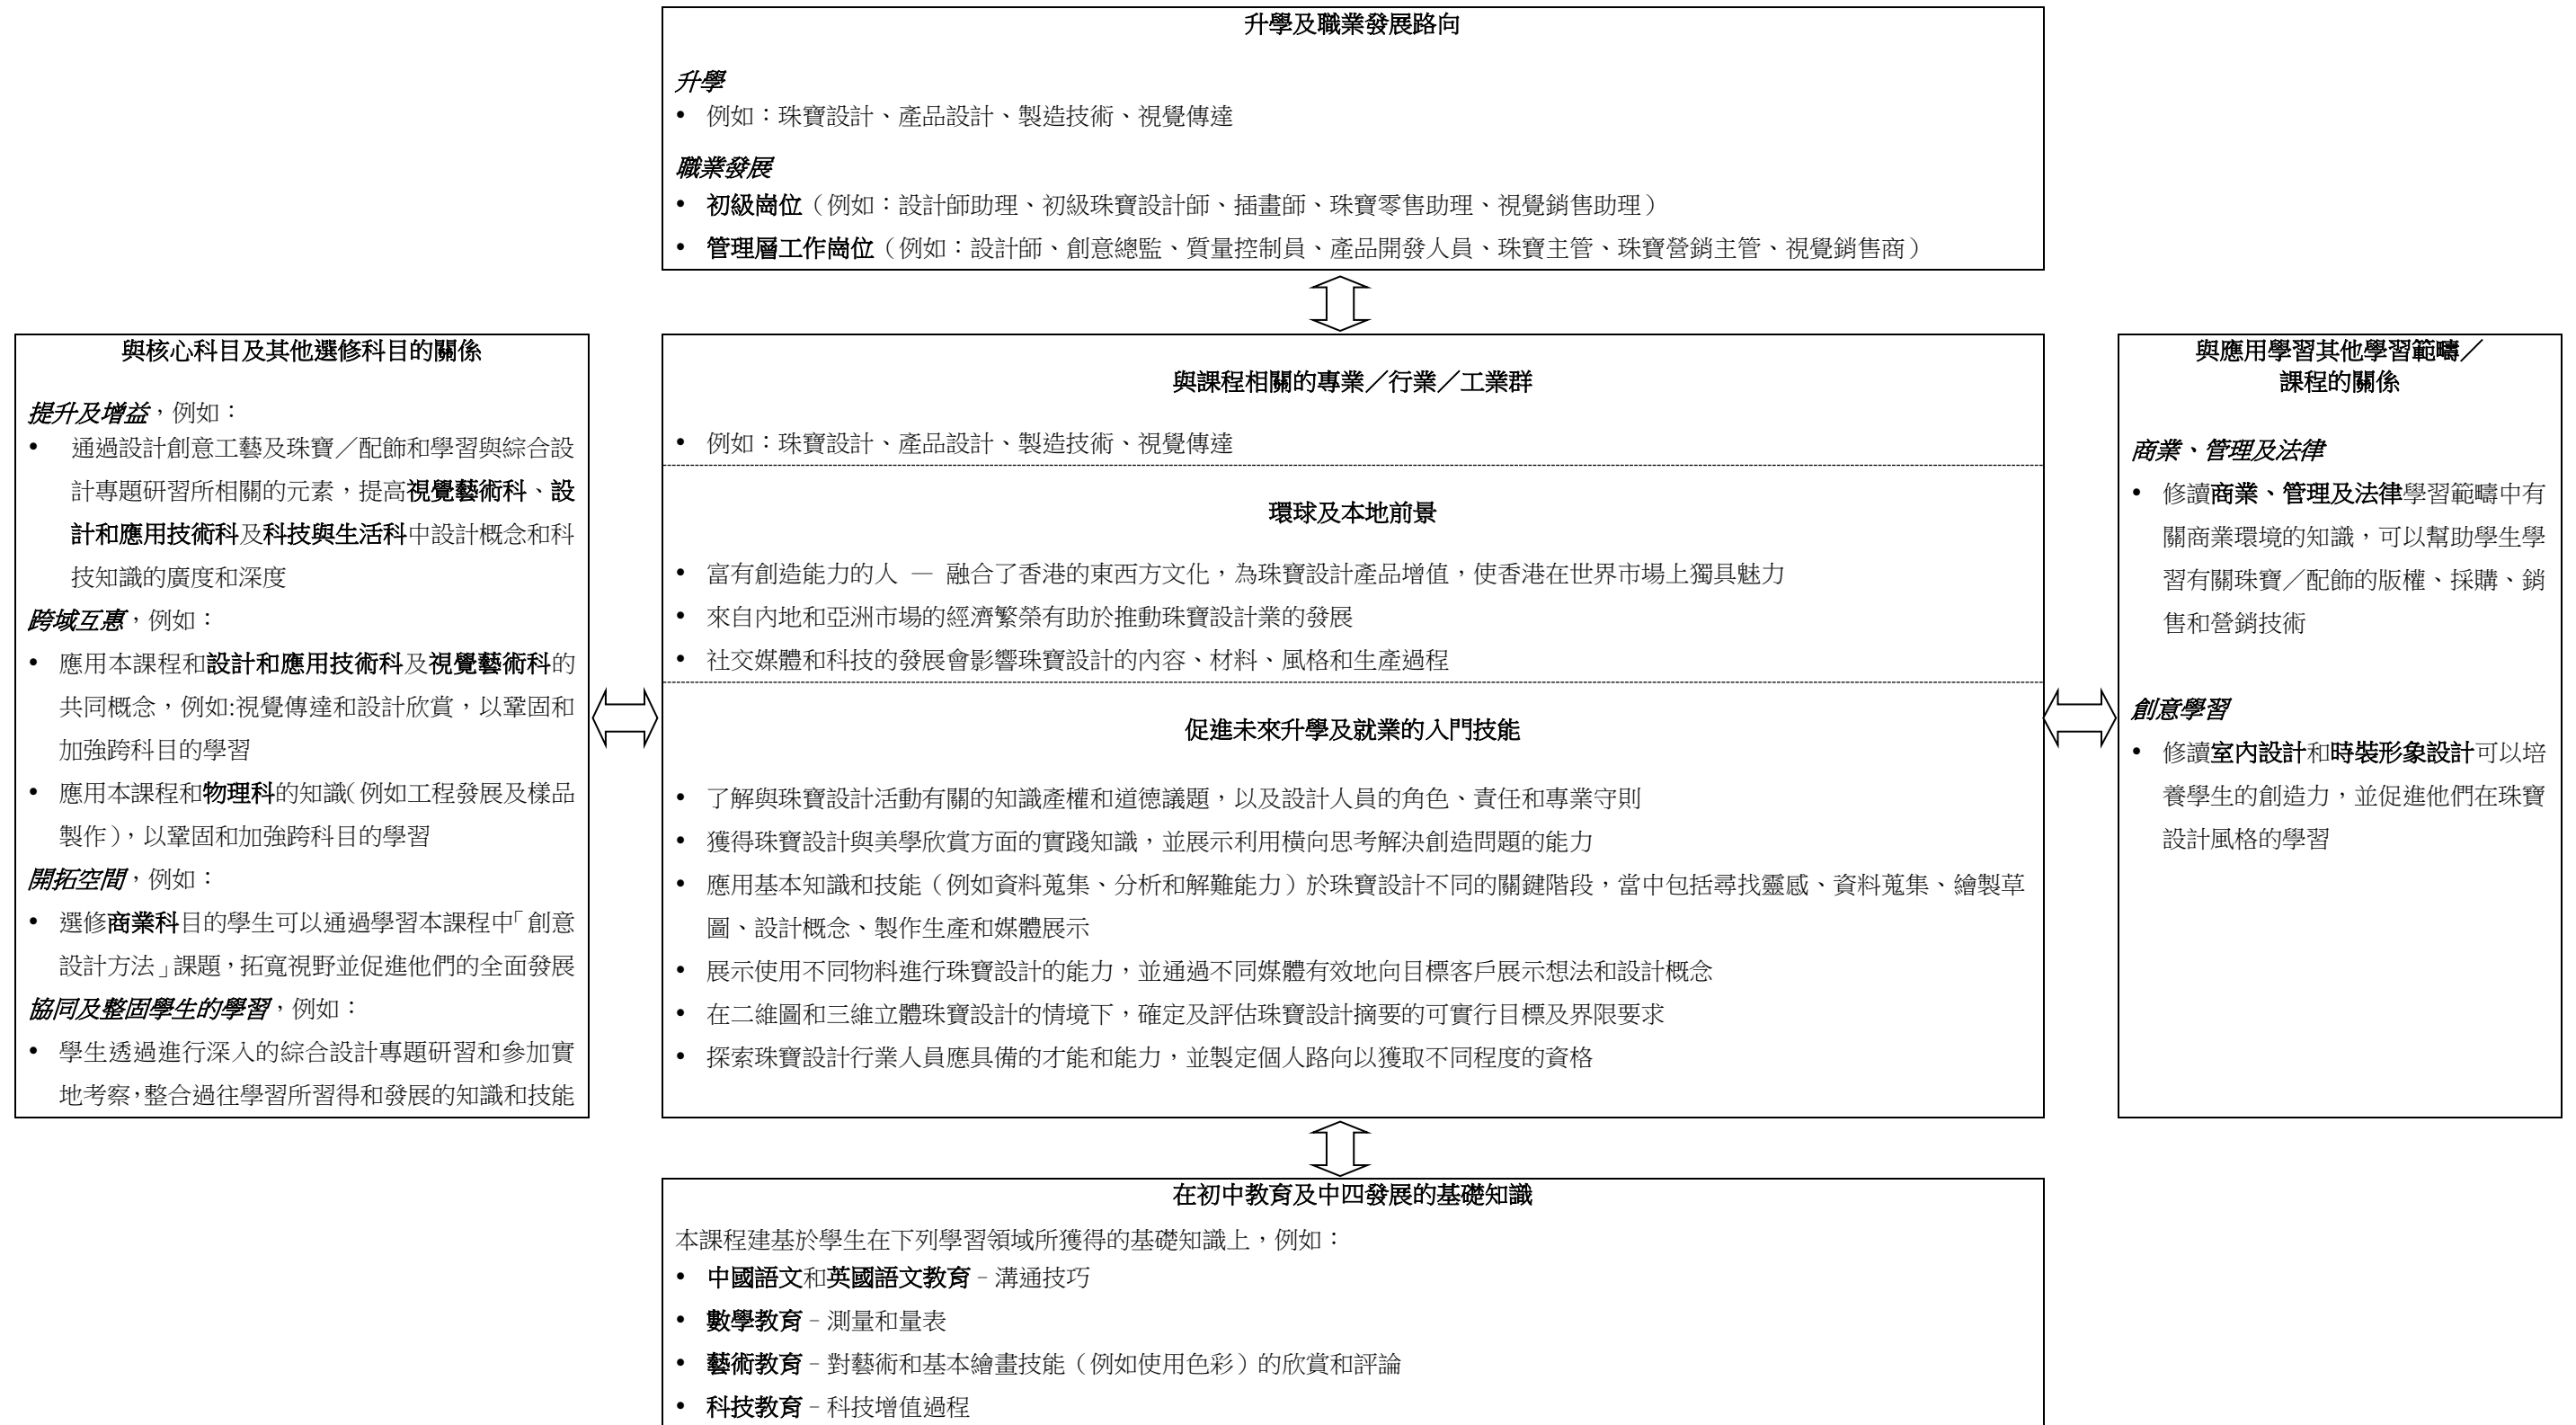 升學及職業發展路向
升學
• 例如：珠寶設計、產品設計、製造技術、視覺傳達
職業發展
• 初級崗位（例如：設計師助理、初級珠寶設計師、插畫師、珠寶零售助理、視覺銷售助理）
• 管理層工作崗位（例如：設計師、創意總監、質量控制員、產品開發人員、珠寶主管、珠寶營銷主管、視覺銷售商）
與核心科目及其他選修科目的關係
提升及增益，例如：
• 通過設計創意工藝及珠寶／配飾和學習與綜合設
計專題研習所相關的元素，提高視覺藝術科、設
計和應用技術科及科技與生活科中設計概念和科
技知識的廣度和深度
跨域互惠，例如：
• 應用本課程和設計和應用技術科及視覺藝術科的
共同概念，例如:視覺傳達和設計欣賞，以鞏固和
加強跨科目的學習
• 應用本課程和物理科的知識（例如工程發展及樣品
製作），以鞏固和加強跨科目的學習
開拓空間，例如：
• 選修商業科目的學生可以通過學習本課程中「創意
設計方法」課題，拓寬視野並促進他們的全面發展
協同及整固學生的學習，例如：
• 學生透過進行深入的綜合設計專題研習和參加實
地考察，整合過往學習所習得和發展的知識和技能
與課程相關的專業／行業／工業群
• 例如：珠寶設計、產品設計、製造技術、視覺傳達
環球及本地前景
• 富有創造能力的人 — 融合了香港的東西方文化，為珠寶設計產品增值，使香港在世界市場上獨具魅力
• 來自內地和亞洲市場的經濟繁榮有助於推動珠寶設計業的發展
• 社交媒體和科技的發展會影響珠寶設計的內容、材料、風格和生產過程
促進未來升學及就業的入門技能
• 了解與珠寶設計活動有關的知識產權和道德議題，以及設計人員的角色、責任和專業守則
• 獲得珠寶設計與美學欣賞方面的實踐知識，並展示利用橫向思考解決創造問題的能力
• 應用基本知識和技能（例如資料蒐集、分析和解難能力）於珠寶設計不同的關鍵階段，當中包括尋找靈感、資料蒐集、繪製草
圖、設計概念、製作生產和媒體展示
• 展示使用不同物料進行珠寶設計的能力，並通過不同媒體有效地向目標客戶展示想法和設計概念
• 在二維圖和三維立體珠寶設計的情境下，確定及評估珠寶設計摘要的可實行目標及界限要求
• 探索珠寶設計行業人員應具備的才能和能力，並製定個人路向以獲取不同程度的資格
與應用學習其他學習範疇／
課程的關係
商業、管理及法律
• 修讀商業、管理及法律學習範疇中有
關商業環境的知識，可以幫助學生學
習有關珠寶／配飾的版權、採購、銷
售和營銷技術
創意學習
• 修讀室內設計和時裝形象設計可以培
養學生的創造力，並促進他們在珠寶
設計風格的學習
在初中教育及中四發展的基礎知識
本課程建基於學生在下列學習領域所獲得的基礎知識上，例如：
• 中國語文和英國語文教育 – 溝通技巧
• 數學教育 – 測量和量表
• 藝術教育 – 對藝術和基本繪畫技能（例如使用色彩）的欣賞和評論
• 科技教育 – 科技增值過程